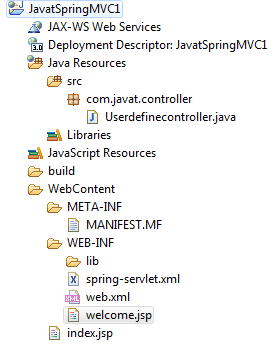 JavatSpringMVC1
JAX-WS Web Services
3.0 Deployment Descriptor: JavatSpringMVC1
Java Resources
src
com.javat.controller
J Userdefinecontroller.java
Libraries
JavaScript Resources
build
WebContent
META-INF
MANIFEST.MF
WEB-INF
lib
X spring-servlet.xml
web.xml
welcome.jsp
index.jsp